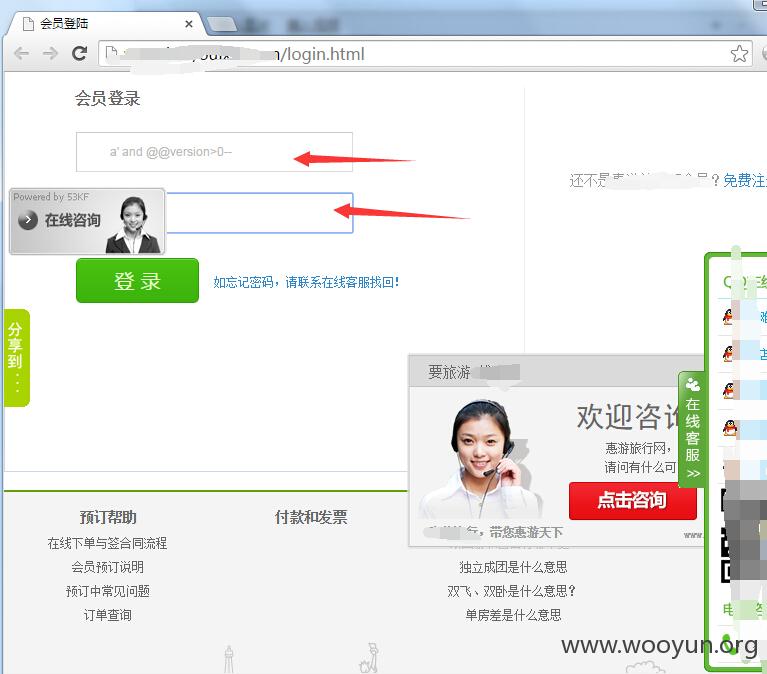 会员登陆
/login.html
会员登录
a' and @@version>0--
还不是
？免费注
Powered by 53KF
在线咨询
登 录
如忘记密码，请联系在线客服找回！
分享到...
要旅游
欢迎咨询
惠游旅行网，
请问有什么可
点击咨询
带您惠游天下
www.
在线客服
>>
预订帮助
付款和发票
在线下单与签合同流程
会员预订说明
独立成团是什么意思
预订中常见问题
双飞、双卧是什么意思？
订单查询
单房差是什么意思
www.wooyun.org